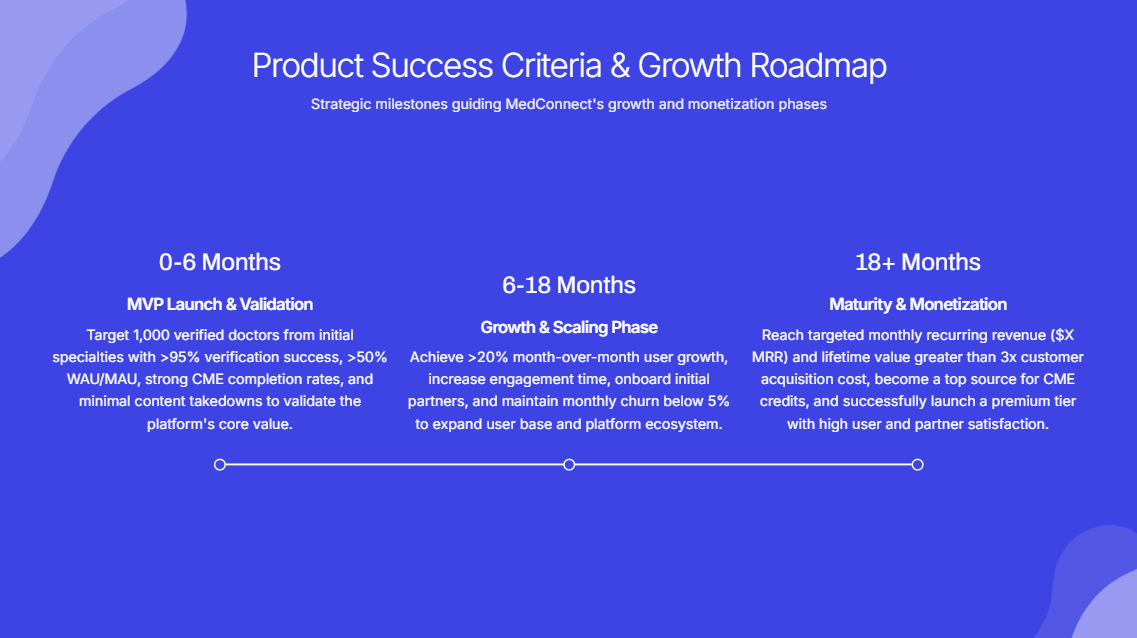 Product Success Criteria & Growth Roadmap
Strategic milestones guiding MedConnect's growth and monetization phases
0-6 Months
MVP Launch & Validation
Target 1,000 verified doctors from initial
specialties with >95% verification success, >50%
WAU/MAU, strong CME completion rates, and
minimal content takedowns to validate the
platform's core value.
6-18 Months
Growth & Scaling Phase
Achieve >20% month-over-month user growth,
increase engagement time, onboard initial
partners, and maintain monthly churn below 5%
to expand user base and platform ecosystem.
18+ Months
Maturity & Monetization
Reach targeted monthly recurring revenue ($X
MRR) and lifetime value greater than 3x customer
acquisition cost, become a top source for CME
credits, and successfully launch a premium tier
with high user and partner satisfaction.